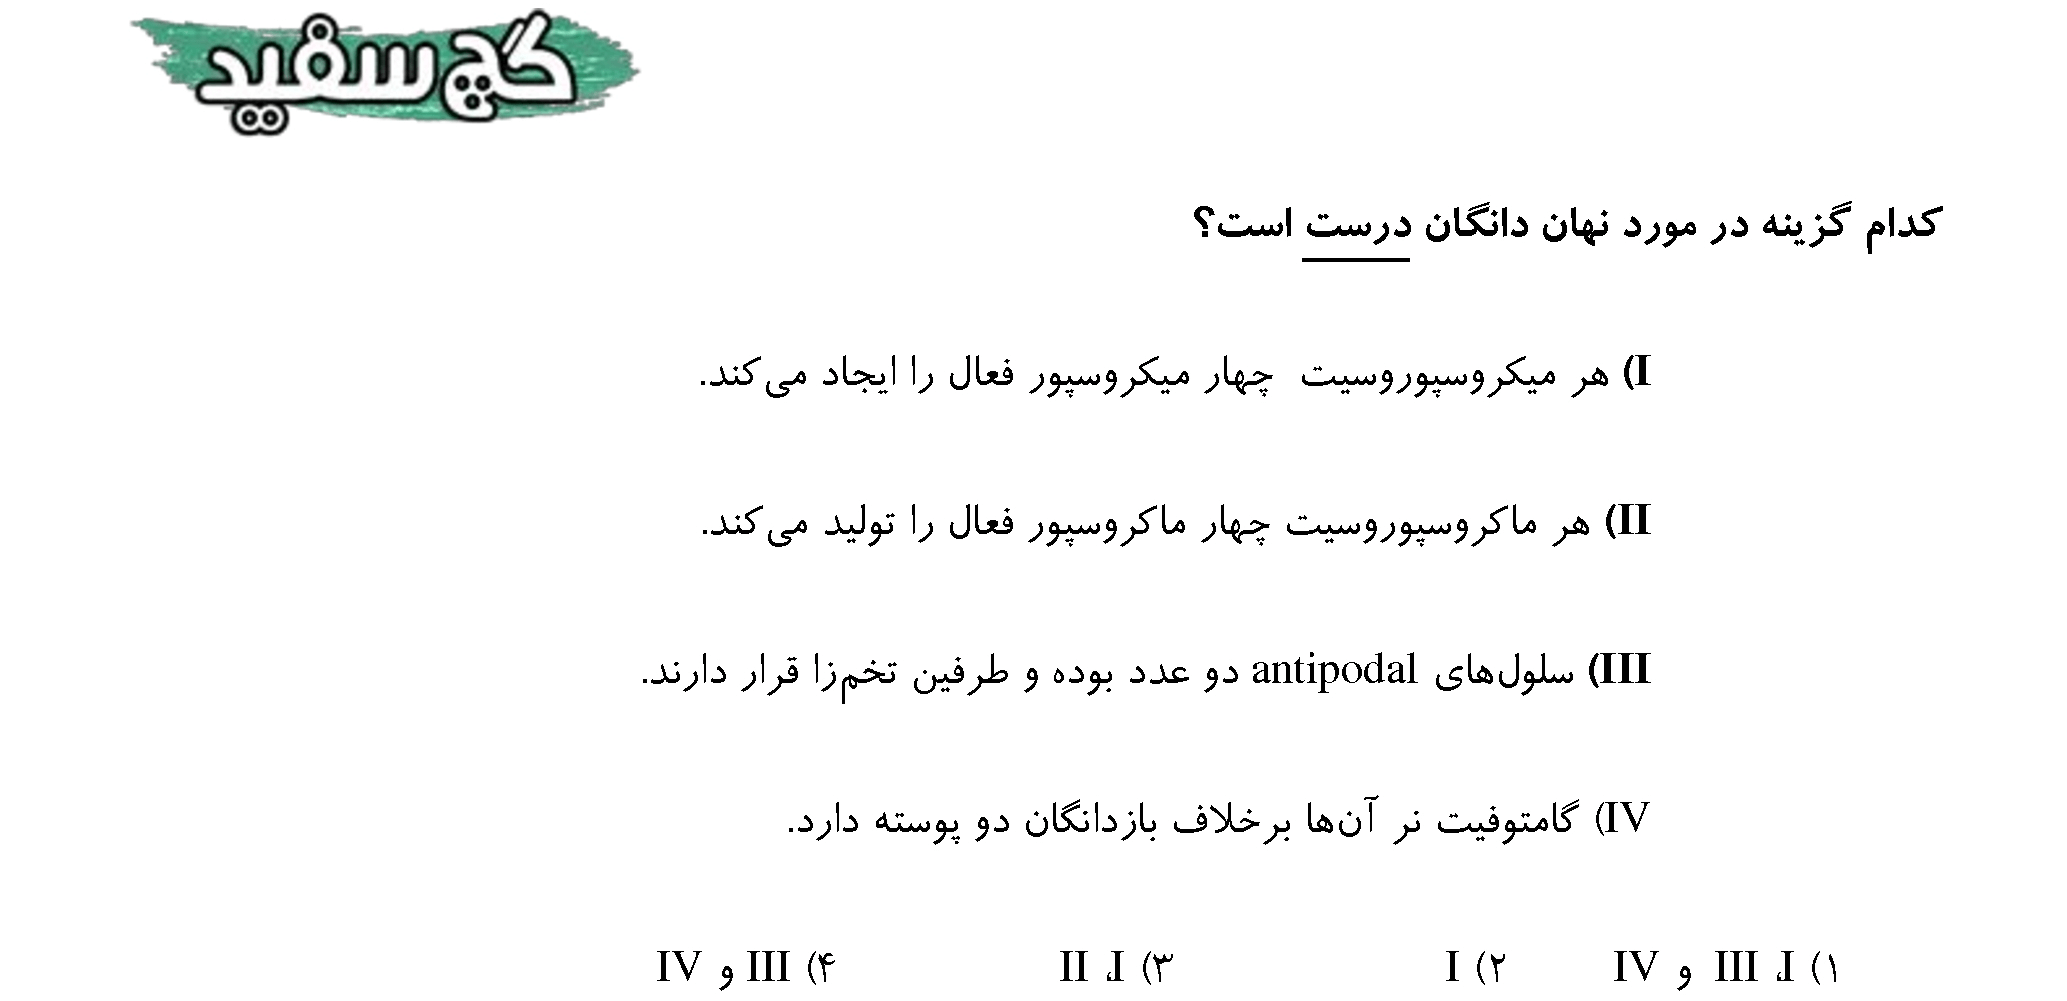 گچ سفید
کدام گزینه در مورد نهان دانگان درست است؟
I) هر میکروسپوروسیت چهار میکروسپور فعال را ایجاد می‌کند.
II) هر ماکروسپوروسیت چهار ماکروسپور فعال را تولید می‌کند.
III) سلول‌های antipodal دو عدد بوده و طرفین تخم‌زا قرار دارند.
IV) گامتوفیت نر آن‌ها برخلاف بازدانگان دو پوسته دارد.
۱) I، III و IV ۲) I ۳) I، II ۴) III و IV